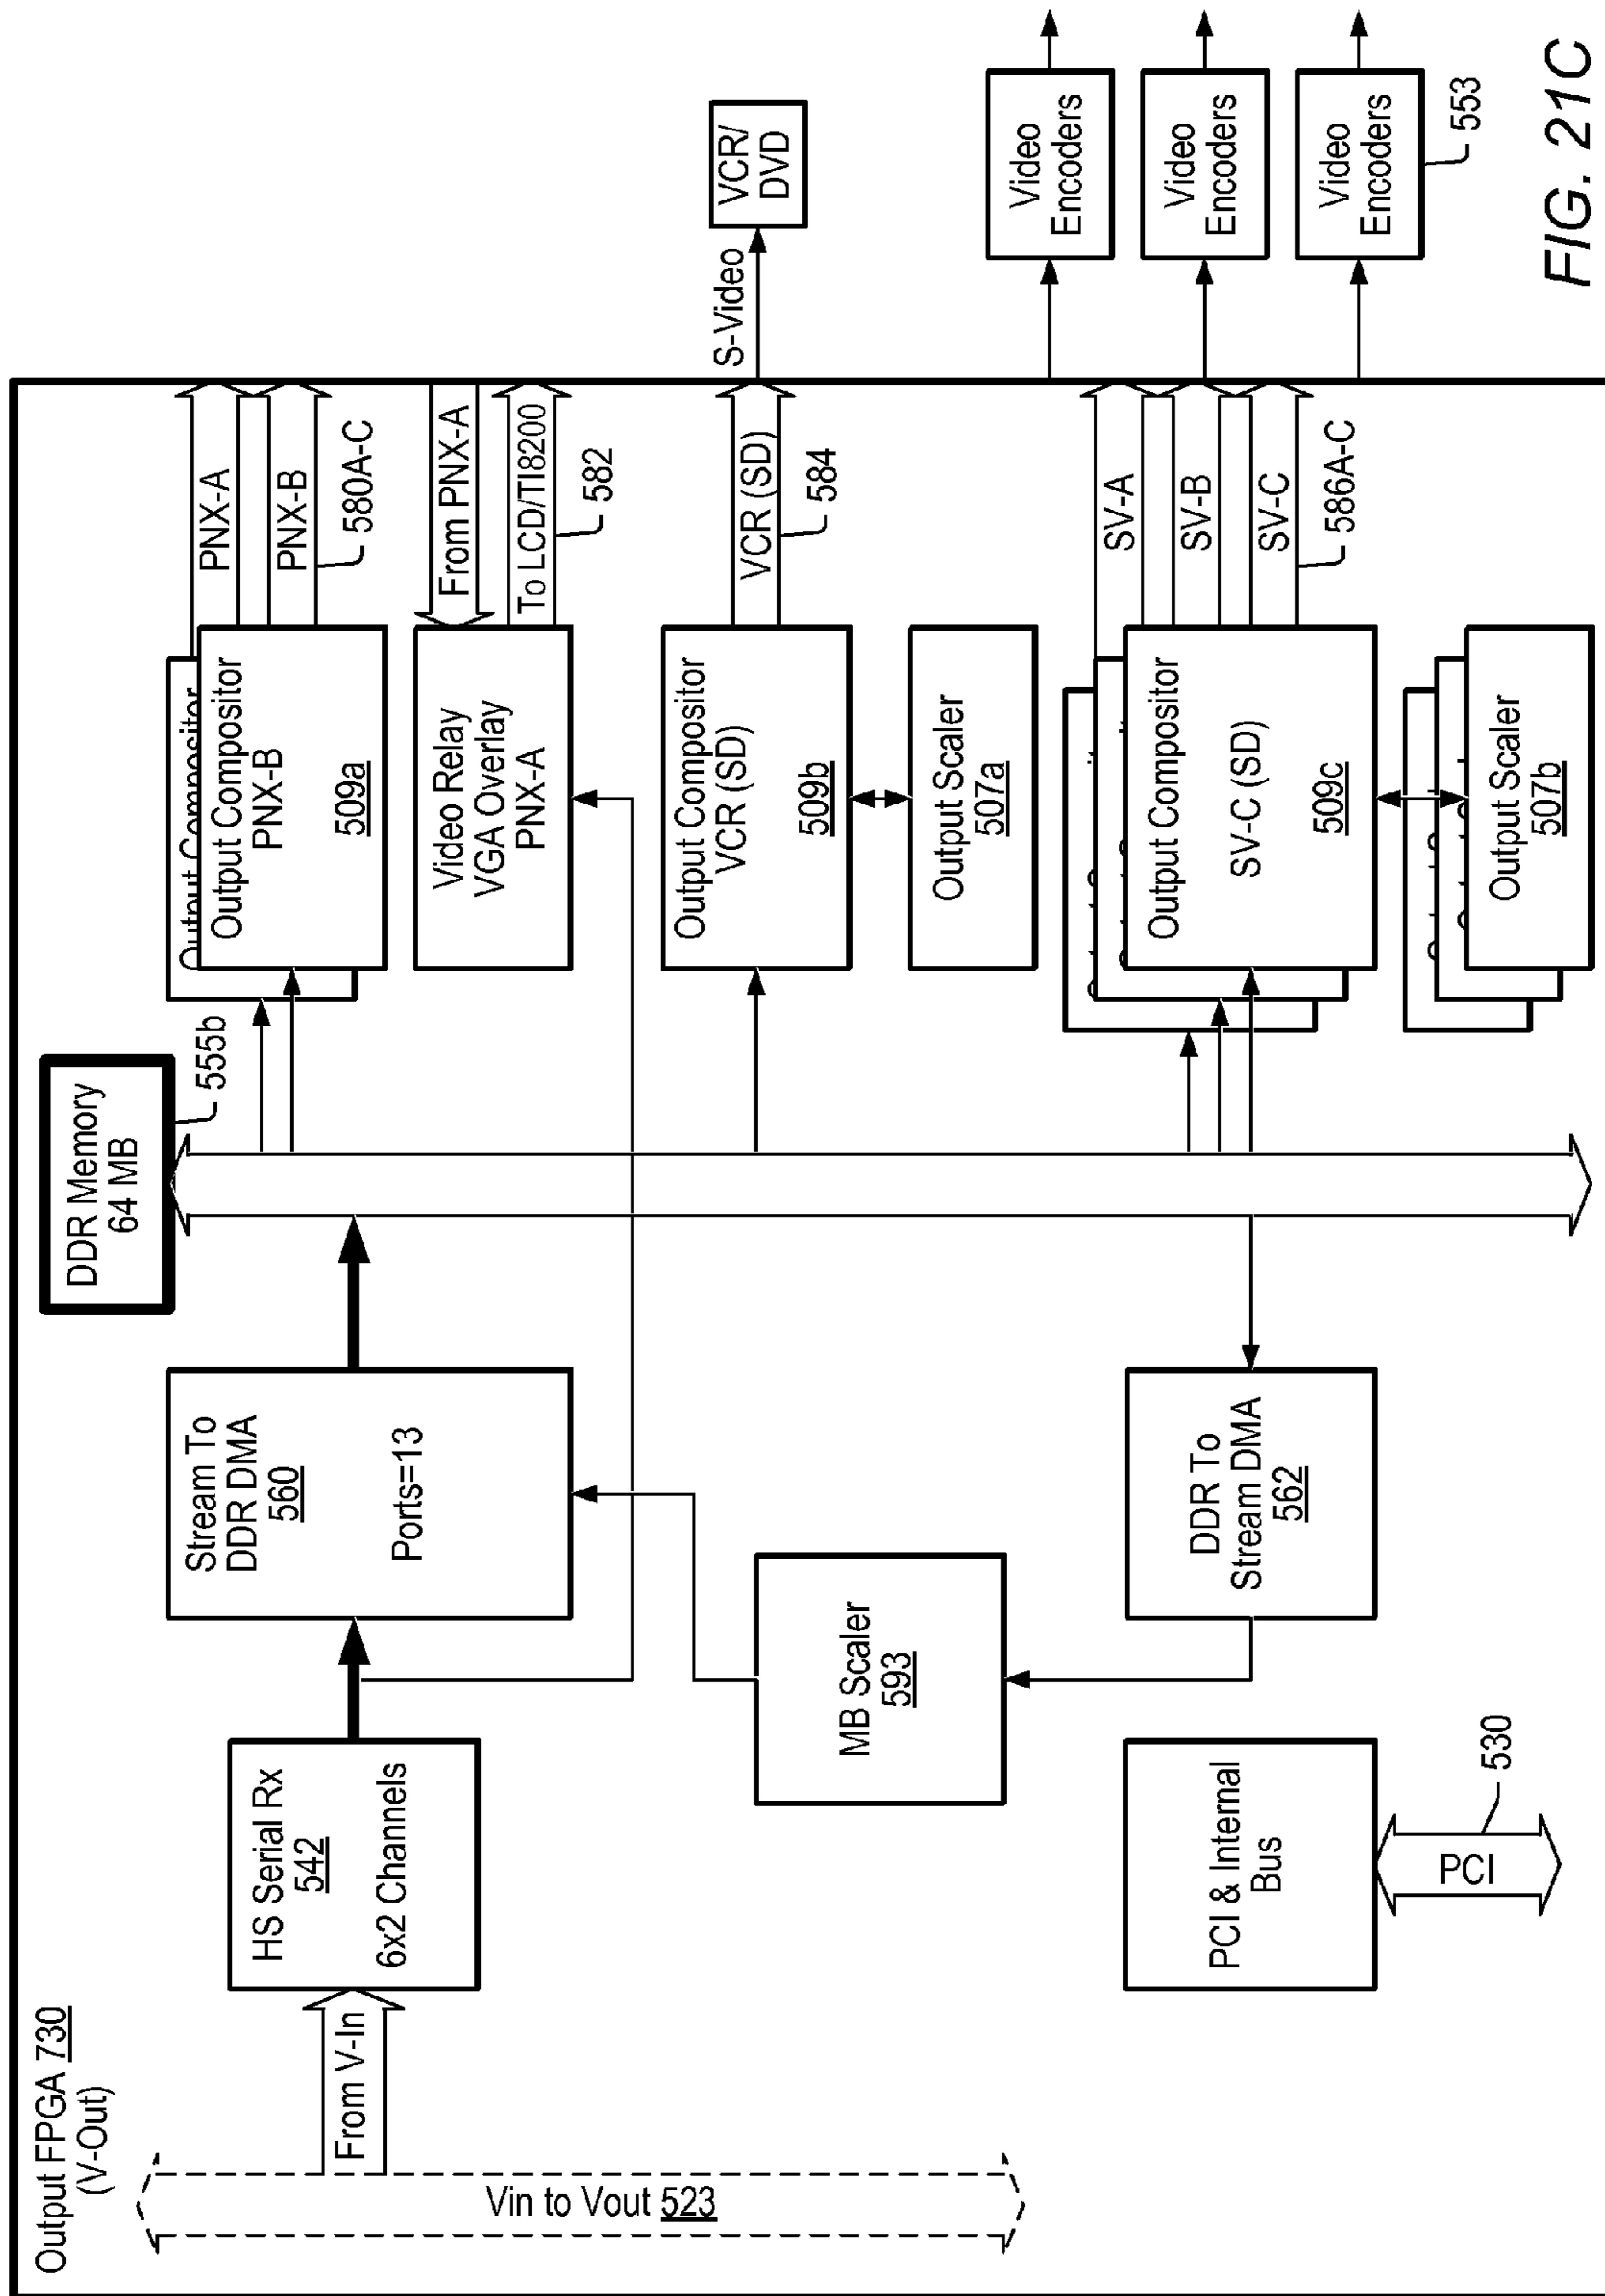 Output FPGA 730
(V-Out)
Vin to Vout 523
From V-In
HS Serial Rx
542
6x2 Channels
Stream To
DDR DMA
560
Ports=13
DDR Memory
64 MB
555b
Output Compositor
Output Compositor
PNX-B
509a
PNX-A
PNX-B
580A-C
Video Relay
VGA Overlay
PNX-A
From PNX-A
To LCD/TI8200
582
Output Compositor
VCR (SD)
509b
VCR (SD)
584
S-Video
VCR/
DVD
Output Scaler
507a
MB Scaler
593
PCI & Internal
Bus
PCI
530
DDR To
Stream DMA
562
Output Compositor
SV-C (SD)
509c
SV-A
SV-B
SV-C
586A-C
Output Scaler
507b
Video
Encoders
Video
Encoders
Video
Encoders
553
FIG. 21C